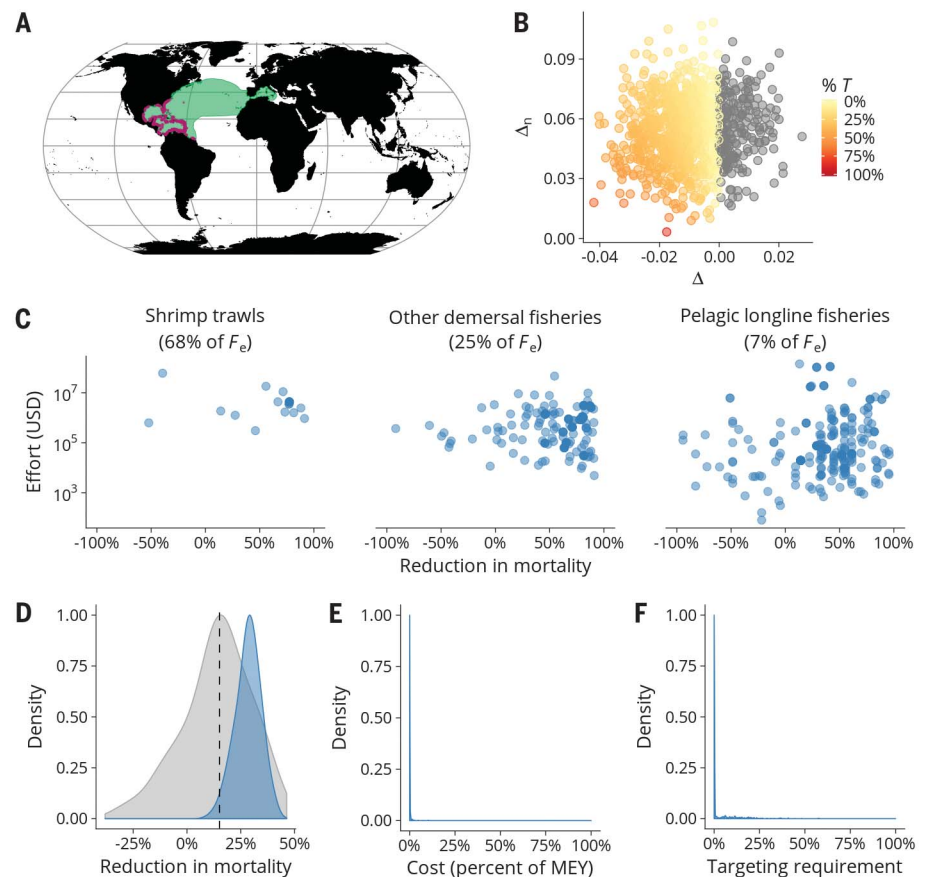 A
B
0.09
0.06
0.03
0.00
Δn
-0.04 -0.02 0.00 0.02
Δ
% T
0%
25%
50%
75%
100%
C
Shrimp trawls
(68% of Fe)
Other demersal fisheries
(25% of Fe)
Pelagic longline fisheries
(7% of Fe)
Effort (USD)
10⁷
10⁵
10³
-100% -50% 0% 50% 100%
-100% -50% 0% 50% 100%
-100% -50% 0% 50% 100%
Reduction in mortality
D
1.00
0.75
0.50
0.25
0.00
Density
-25% 0% 25% 50%
Reduction in mortality
E
1.00
0.75
0.50
0.25
0.00
Density
0% 25% 50% 75% 100%
Cost (percent of MEY)
F
1.00
0.75
0.50
0.25
0.00
Density
0% 25% 50% 75% 100%
Targeting requirement